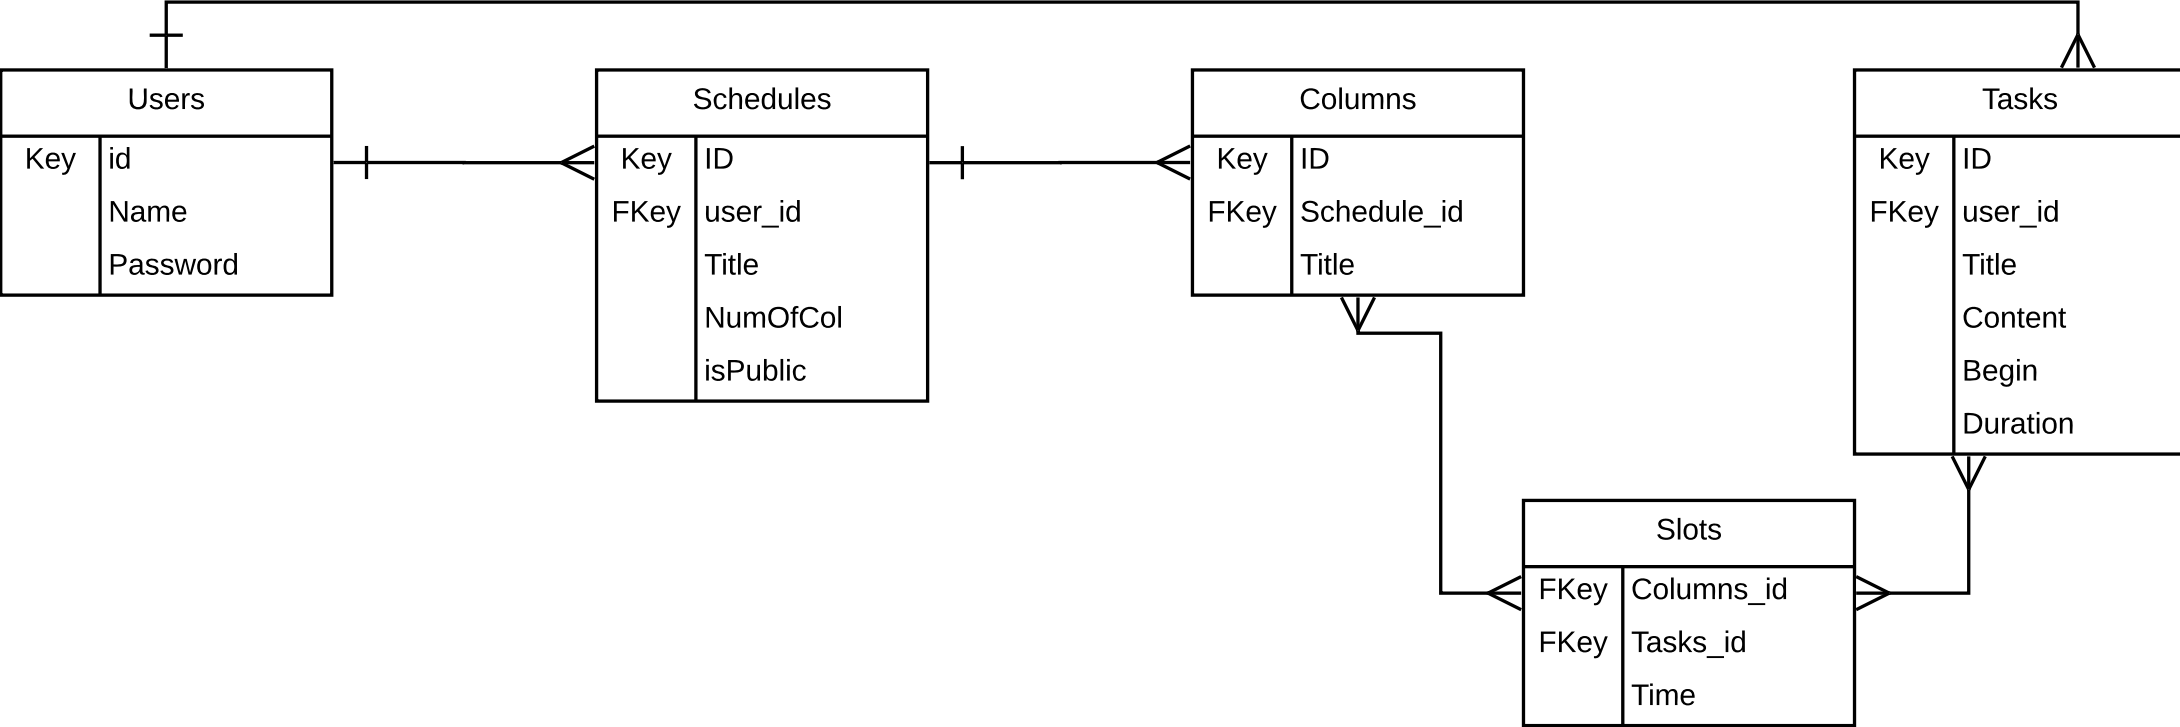 Users
Key id
Name
Password
Schedules
Key ID
FKey user_id
Title
NumOfCol
isPublic
Columns
Key ID
FKey Schedule_id
Title
Tasks
Key ID
FKey user_id
Title
Content
Begin
Duration
Slots
FKey Columns_id
FKey Tasks_id
Time